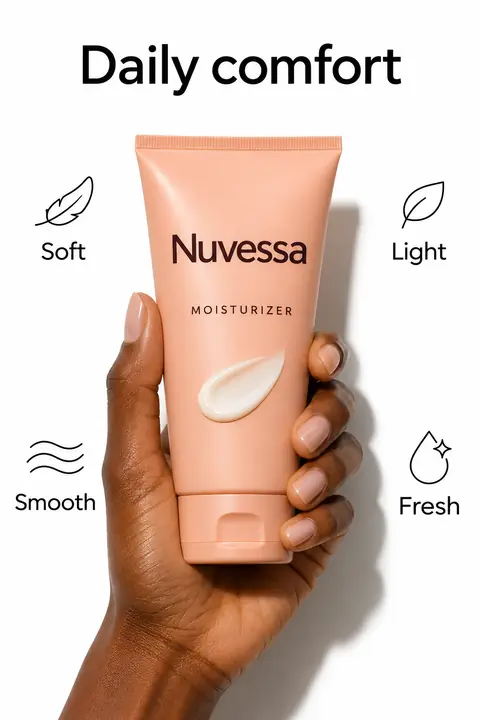 Daily comfort
Soft
Light
Nuvessa
MOISTURIZER
Smooth
Fresh